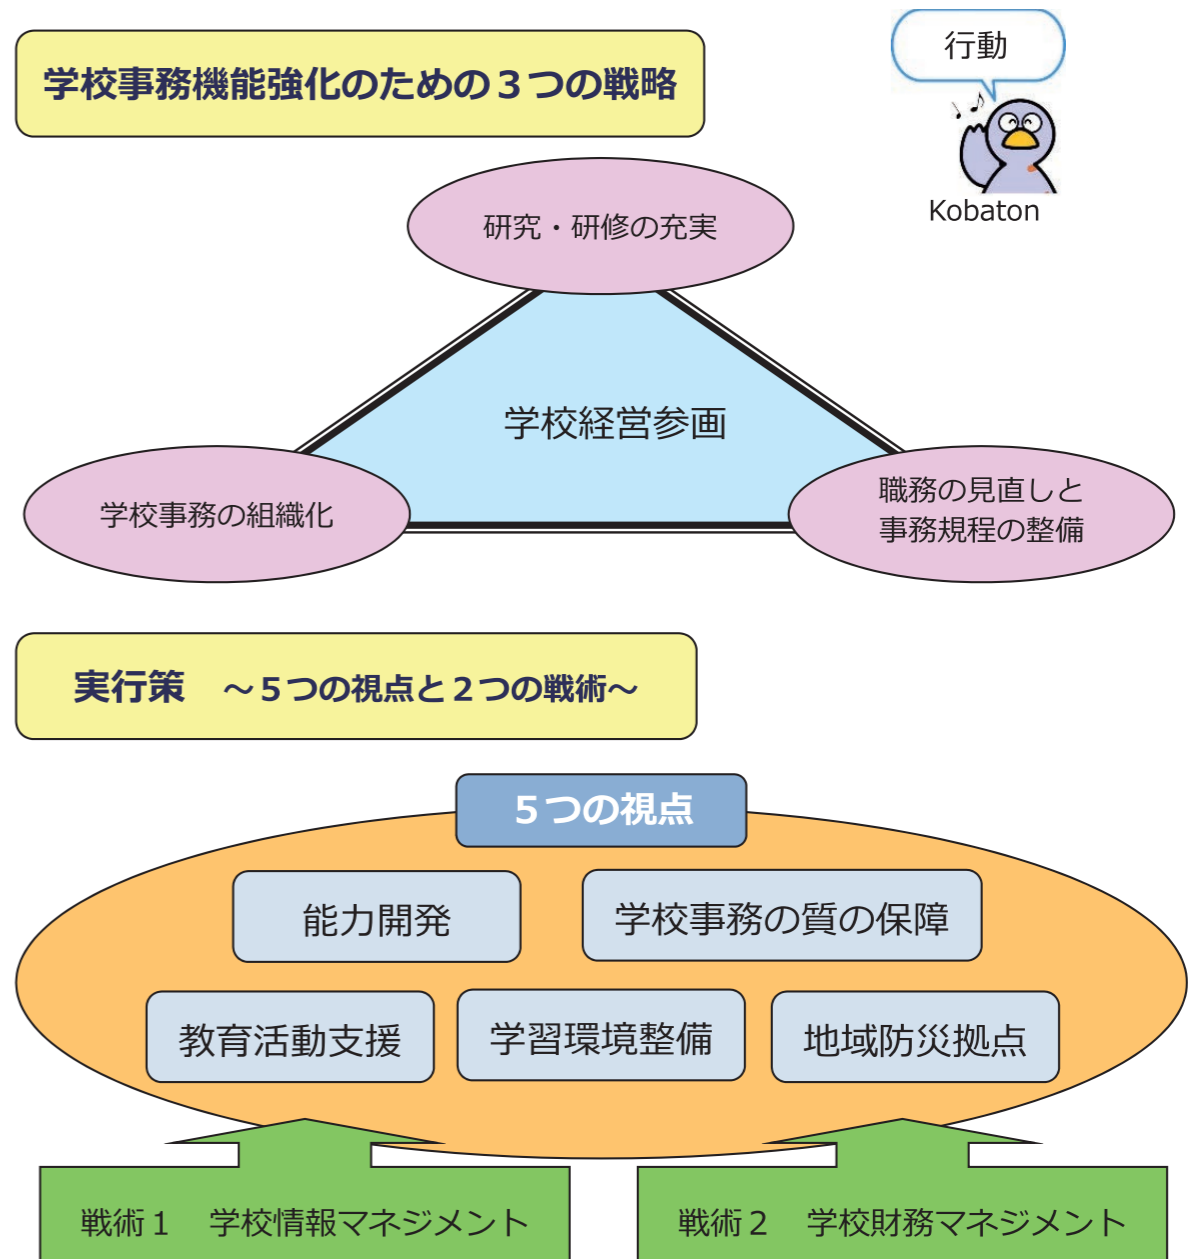 学校事務機能強化のための３つの戦略
行動
Kobaton
研究・研修の充実
学校経営参画
学校事務の組織化
職務の見直しと
事務規程の整備
実行策　～５つの視点と２つの戦術～
５つの視点
能力開発
学校事務の質の保障
教育活動支援
学習環境整備
地域防災拠点
戦術１　学校情報マネジメント
戦術２　学校財務マネジメント